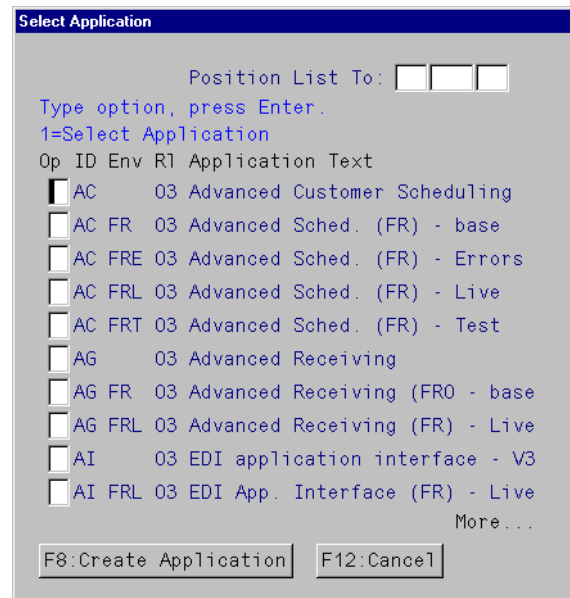 Select Application
Position List To:
Type option, press Enter.
1=Select Application
Op ID Env Rl Application Text
AC 03 Advanced Customer Scheduling
AC FR 03 Advanced Sched. (FR) - base
AC FRE 03 Advanced Sched. (FR) - Errors
AC FRL 03 Advanced Sched. (FR) - Live
AC FRT 03 Advanced Sched. (FR) - Test
AG 03 Advanced Receiving
AG FR 03 Advanced Receiving (FRO - base
AG FRL 03 Advanced Receiving (FR) - Live
AI 03 EDI application interface - V3
AI FRL 03 EDI App. Interface (FR) - Live
More...
F8:Create Application F12:Cancel